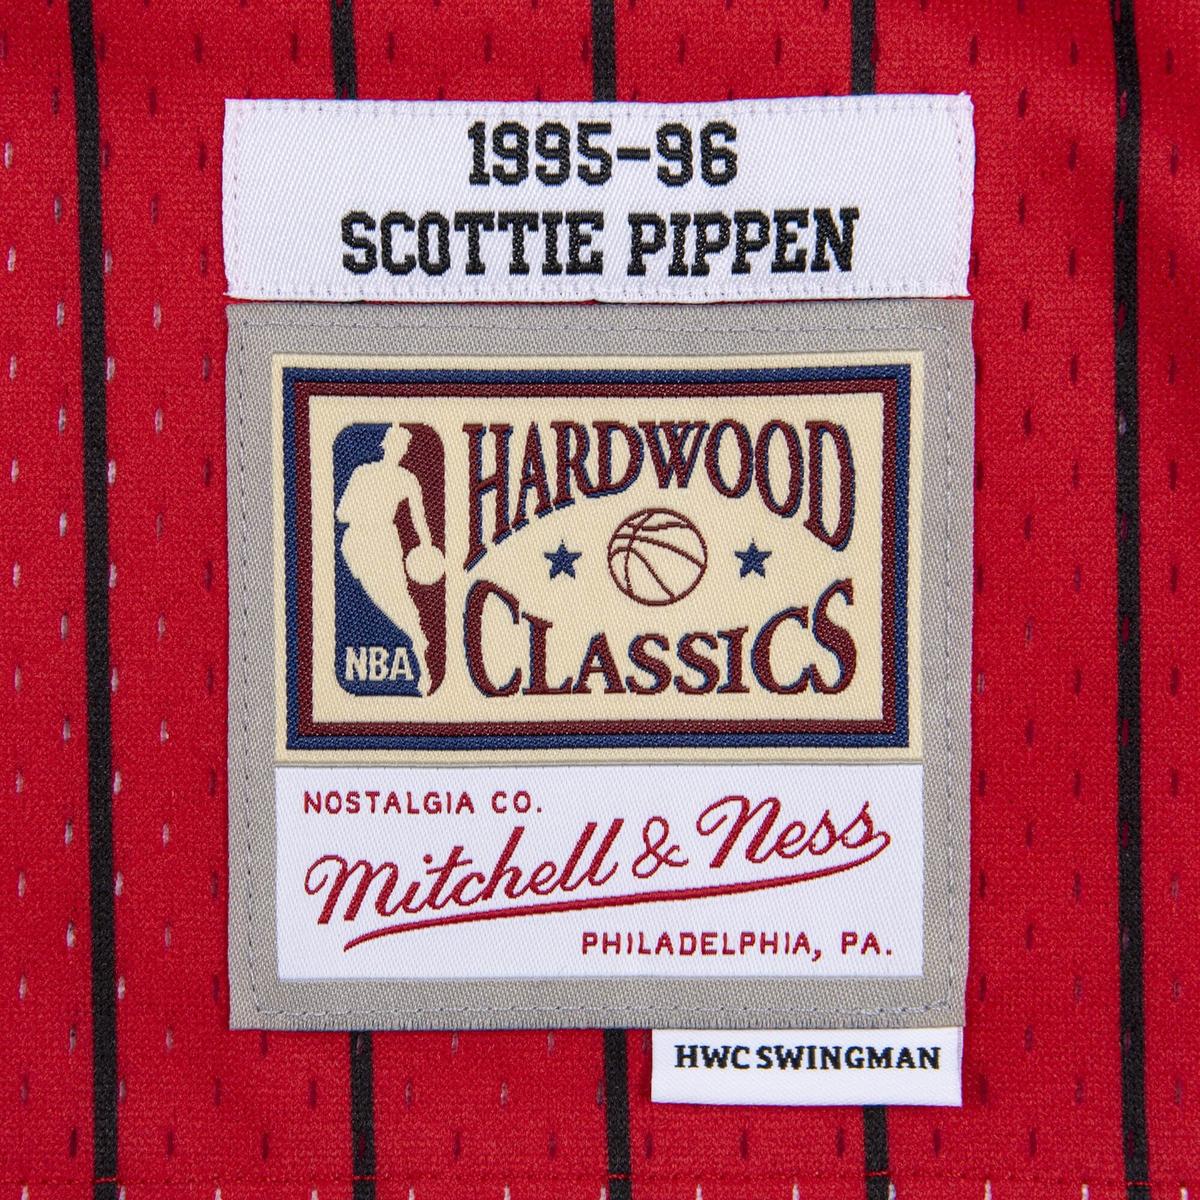 1995-96
SCOTTIE PIPPEN
HARDWOOD
CLASSICS
NBA
NOSTALGIA CO.
Mitchell & Ness
PHILADELPHIA, PA.
HWC SWINGMAN